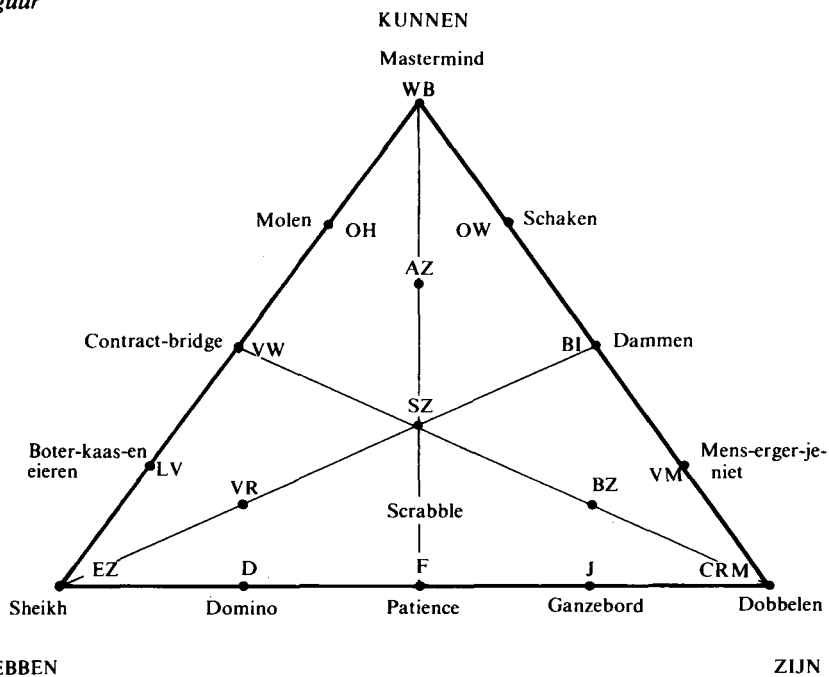 KUNNEN
Mastermind
WB
Molen
OH
OW
Schaken
AZ
Contract-bridge
VW
BI
Dammen
SZ
Boter-kaas-en
eieren
LV
VM
Mens-erger-je-
niet
VR
BZ
Scrabble
EZ
D
F
J
CRM
Sheikh
Domino
Patience
Ganzebord
Dobbelen
EBBEN
ZIJN